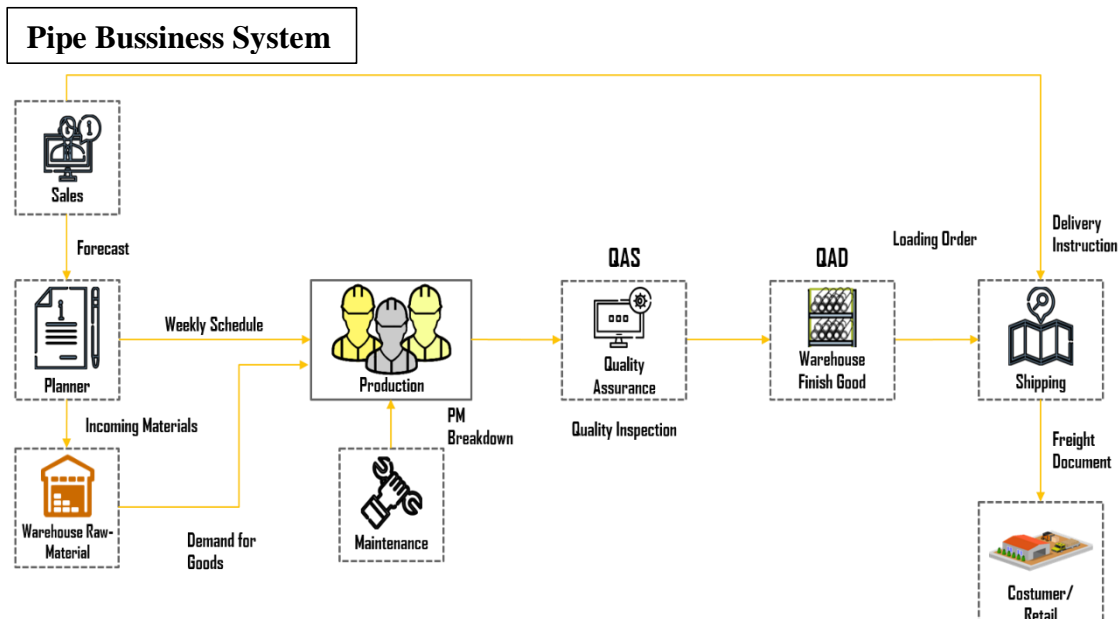 Pipe Bussiness System
Sales
Forecast
Loading Order
Delivery
Instruction
QAS
QAD
Weekly Schedule
Planner
Production
Quality
Assurance
Warehouse
Finish Good
Shipping
Incoming Materials
PM
Breakdown
Quality Inspection
Freight
Document
Warehouse Raw-
Material
Demand for
Goods
Maintenance
Costumer/
Retail